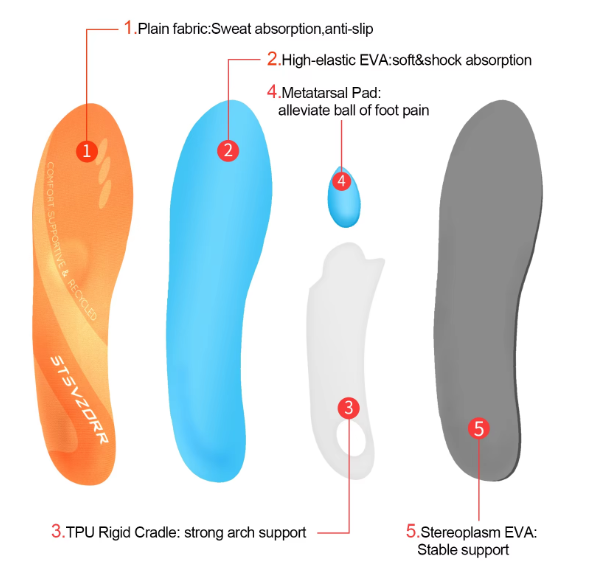 1.Plain fabric:Sweat absorption,anti-slip
2.High-elastic EVA:soft&shock absorption
4.Metatarsal Pad:
alleviate ball of foot pain
1
2
4
COMFORT, SUPPORTIVE & RECYCLED
STSVZORR
3
5
3.TPU Rigid Cradle: strong arch support
5.Stereoplasm EVA:
Stable support